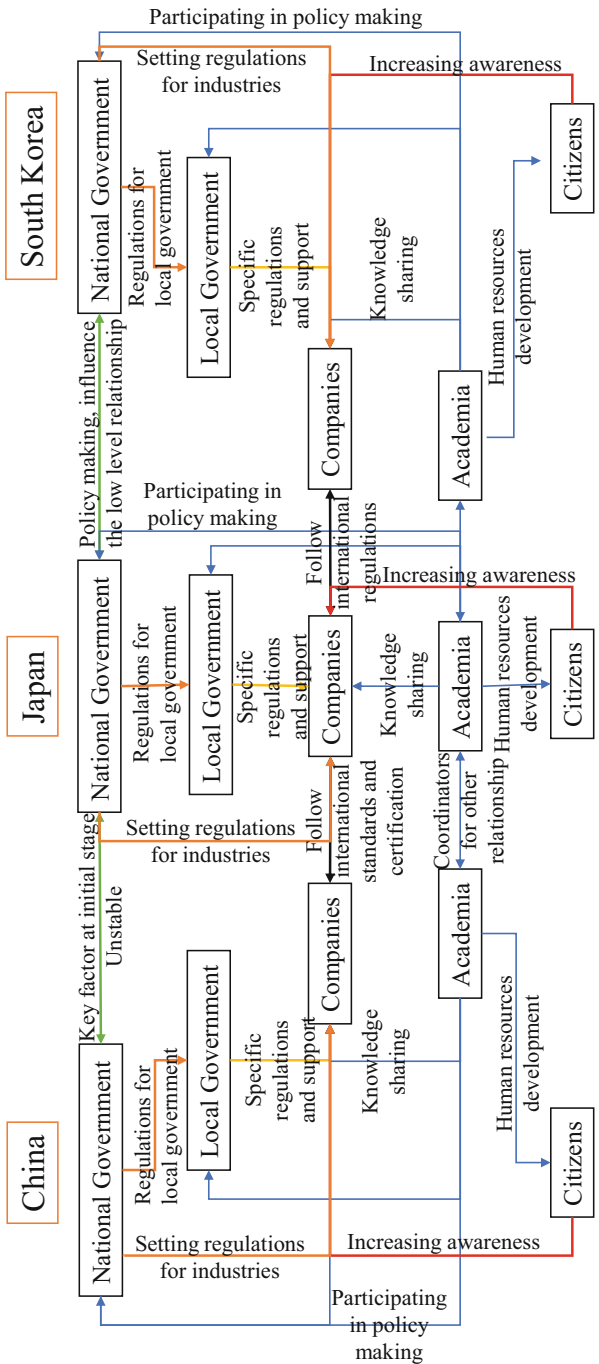 China
Japan
South Korea
National Government
Key factor at initial stage
Unstable
National Government
Policy making, influence
the low level relationship
National Government
Participating in policy making
Setting regulations
for industries
Regulations for
local government
Setting regulations
for industries
Regulations for
local government
Participating in
policy making
Regulations for
local government
Setting regulations
for industries
Local Government
Local Government
Local Government
Specific
regulations
and support
Specific
regulations
and support
Specific
regulations
and support
Companies
Follow
international
standards and
certification
Companies
Follow
international
regulations
Companies
Participating
in policy
making
Increasing awareness
Knowledge
sharing
Knowledge
sharing
Increasing awareness
Knowledge
sharing
Increasing awareness
Academia
Coordinators
for other
relationship
Academia
Academia
Human resources
development
Human resources
development
Human resources
development
Citizens
Citizens
Citizens